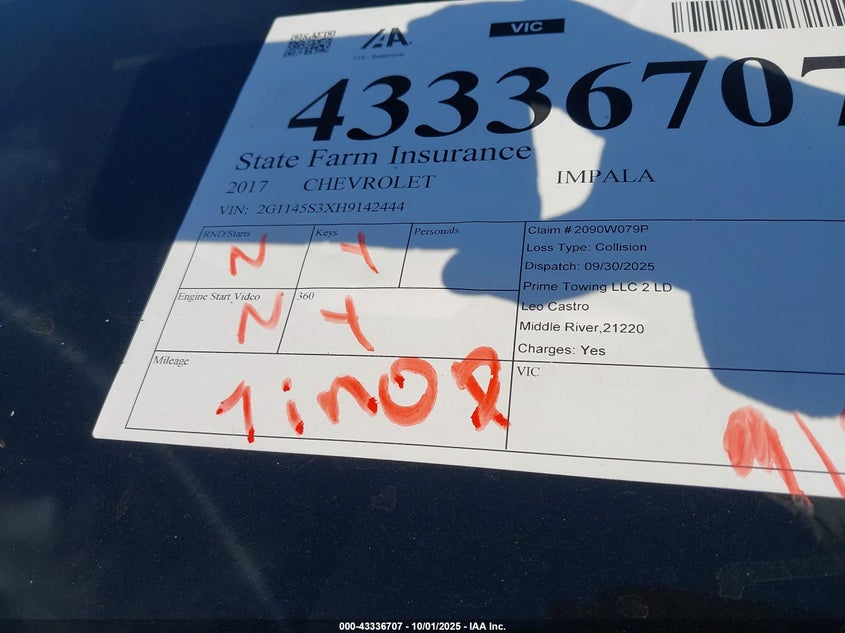 IAA
VIC
715 - Baltimore
43336707
State Farm Insurance
2017 CHEVROLET IMPALA
VIN: 2G1145S3XH9142444
RND/Starts N
Keys Y
Personals
Engine Start Video N
360 Y
Mileage
Claim # 2090W079P
Loss Type: Collision
Dispatch: 09/30/2025
Prime Towing LLC 2 LD
Leo Castro
Middle River,21220
Charges: Yes
VIC
000-43336707 - 10/01/2025 - IAA Inc.